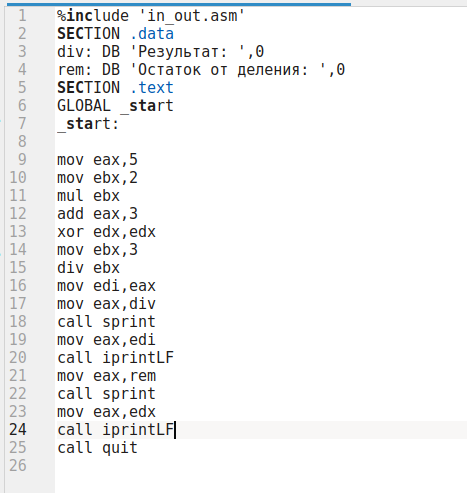 1 %include 'in_out.asm'
2 SECTION .data
3 div: DB 'Результат: ',0
4 rem: DB 'Остаток от деления: ',0
5 SECTION .text
6 GLOBAL _start
7 _start:
8
9 mov eax,5
10 mov ebx,2
11 mul ebx
12 add eax,3
13 xor edx,edx
14 mov ebx,3
15 div ebx
16 mov edi,eax
17 mov eax,div
18 call sprint
19 mov eax,edi
20 call iprintLF
21 mov eax,rem
22 call sprint
23 mov eax,edx
24 call iprintLF
25 call quit
26